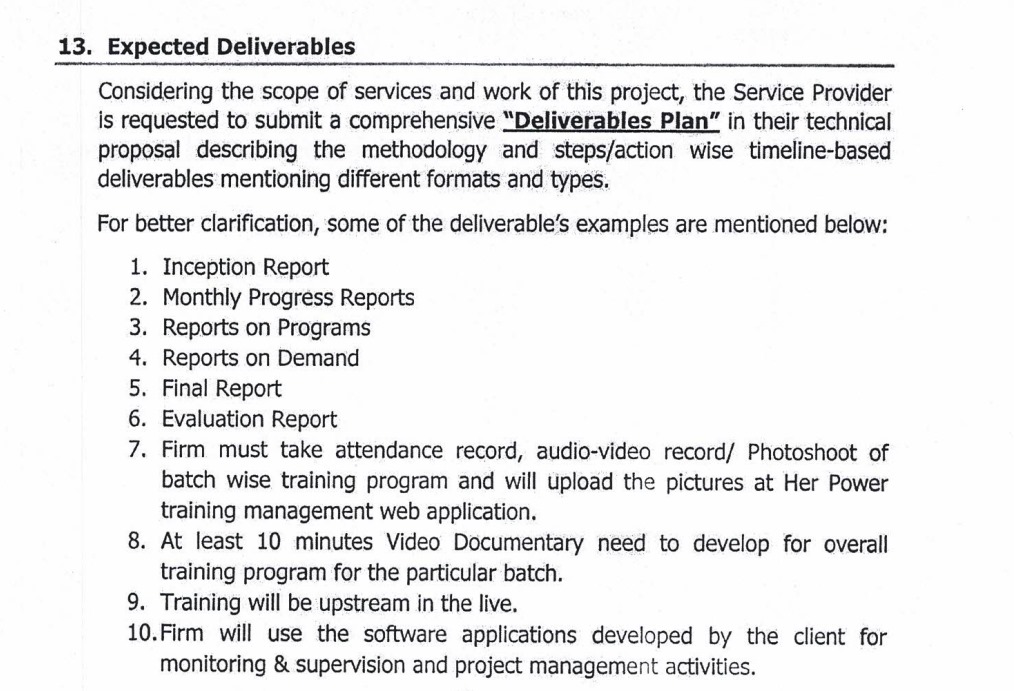 13. Expected Deliverables
Considering the scope of services and work of this project, the Service Provider
is requested to submit a comprehensive "Deliverables Plan" in their technical
proposal describing the methodology and steps/action wise timeline-based
deliverables mentioning different formats and types.
For better clarification, some of the deliverable's examples are mentioned below:
1. Inception Report
2. Monthly Progress Reports
3. Reports on Programs
4. Reports on Demand
5. Final Report
6. Evaluation Report
7. Firm must take attendance record, audio-video record/ Photoshoot of
batch wise training program and will upload the pictures at Her Power
training management web application.
8. At least 10 minutes Video Documentary need to develop for overall
training program for the particular batch.
9. Training will be upstream in the live.
10.Firm will use the software applications developed by the client for
monitoring & supervision and project management activities.